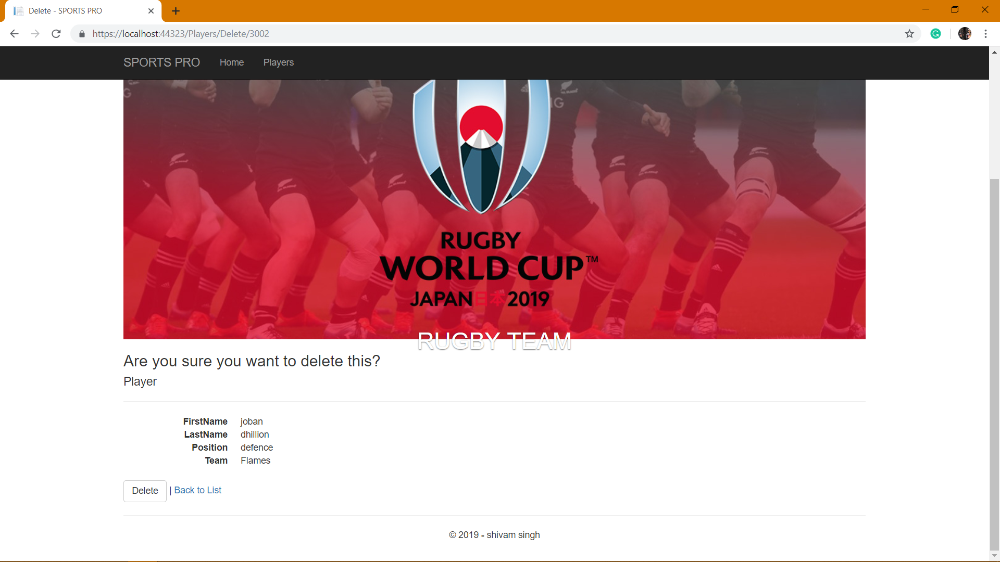 Delete - SPORTS PRO
https://localhost:44323/Players/Delete/3002
SPORTS PRO Home Players
RUGBY
WORLD CUP™
JAPAN日本2019
RUGBY TEAM
Are you sure you want to delete this?
Player
FirstName joban
LastName dhillion
Position defence
Team Flames
Delete | Back to List
© 2019 - shivam singh